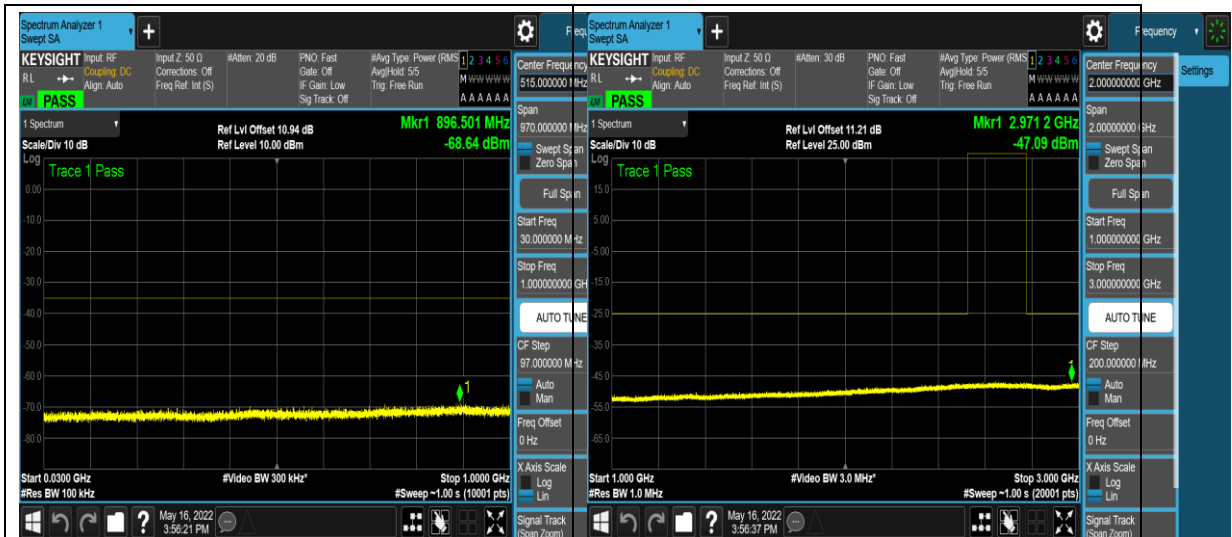 Spectrum Analyzer 1
Swept SA
KEYSIGHT
RL
Input: RF
Coupling: DC
Align: Auto
Input Z: 50 Ω
Corrections: Off
Freq Ref: Int (S)
#Atten: 20 dB
PNO: Fast
Gate: Off
IF Gain: Low
Sig Track: Off
#Avg Type: Power (RMS
Avg|Hold: 5/5
Trig: Free Run
1 2 3 4 5 6
M W W W W W
A A A A A A
PASS
1 Spectrum
Scale/Div 10 dB
Log
Ref Lvl Offset 10.94 dB
Ref Level 10.00 dBm
Mkr1 896.501 MHz
-68.64 dBm
Trace 1 Pass
0.00
-10.0
-20.0
-30.0
-40.0
-50.0
-60.0
-70.0
-80.0
1
Start 0.0300 GHz
#Res BW 100 kHz
#Video BW 300 kHz*
Stop 1.0000 GHz
#Sweep ~1.00 s (10001 pts)
May 16, 2022
3:56:21 PM
Center Frequency
515.000000 MHz
Span
970.000000 MHz
Swept Span
Zero Span
Full Span
Start Freq
30.000000 MHz
Stop Freq
1.000000000 GH
AUTO TUNE
CF Step
97.000000 MHz
Auto
Man
Freq Offset
0 Hz
X Axis Scale
Log
Lin
Signal Track
(Span Zoom)
Spectrum Analyzer 1
Swept SA
Frequency
Settings
KEYSIGHT
RL
Input: RF
Coupling: DC
Align: Auto
Input Z: 50 Ω
Corrections: Off
Freq Ref: Int (S)
#Atten: 30 dB
PNO: Fast
Gate: Off
IF Gain: Low
Sig Track: Off
#Avg Type: Power (RMS
Avg|Hold: 5/5
Trig: Free Run
1 2 3 4 5 6
M W W W W W
A A A A A A
PASS
1 Spectrum
Scale/Div 10 dB
Log
Ref Lvl Offset 11.21 dB
Ref Level 25.00 dBm
Mkr1 2.971 2 GHz
-47.09 dBm
Trace 1 Pass
15.0
5.00
-5.00
-15.0
-25.0
-35.0
-45.0
-55.0
-65.0
1
Start 1.000 GHz
#Res BW 1.0 MHz
#Video BW 3.0 MHz*
Stop 3.000 GHz
#Sweep ~1.00 s (20001 pts)
May 16, 2022
3:56:37 PM
Center Frequency
2.000000000 GHz
Span
2.00000000 GHz
Swept Span
Zero Span
Full Span
Start Freq
1.000000000 GHz
Stop Freq
3.000000000 GHz
AUTO TUNE
CF Step
200.000000 MHz
Auto
Man
Freq Offset
0 Hz
X Axis Scale
Log
Lin
Signal Track
(Span Zoom)